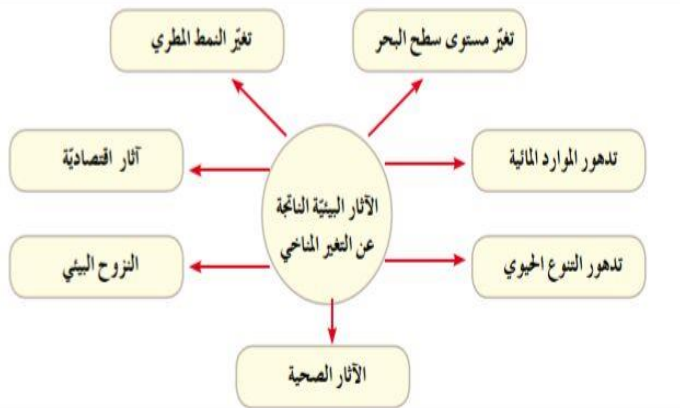 تغيّر مستوى سطح البحر
تغيّر النمط المطري
تدهور الموارد المائية
آثار اقتصاديّة
الآثار البيئيّة الناتجة
عن التغير المناخي
تدهور التنوع الحيوي
النزوح البيئي
الآثار الصحية